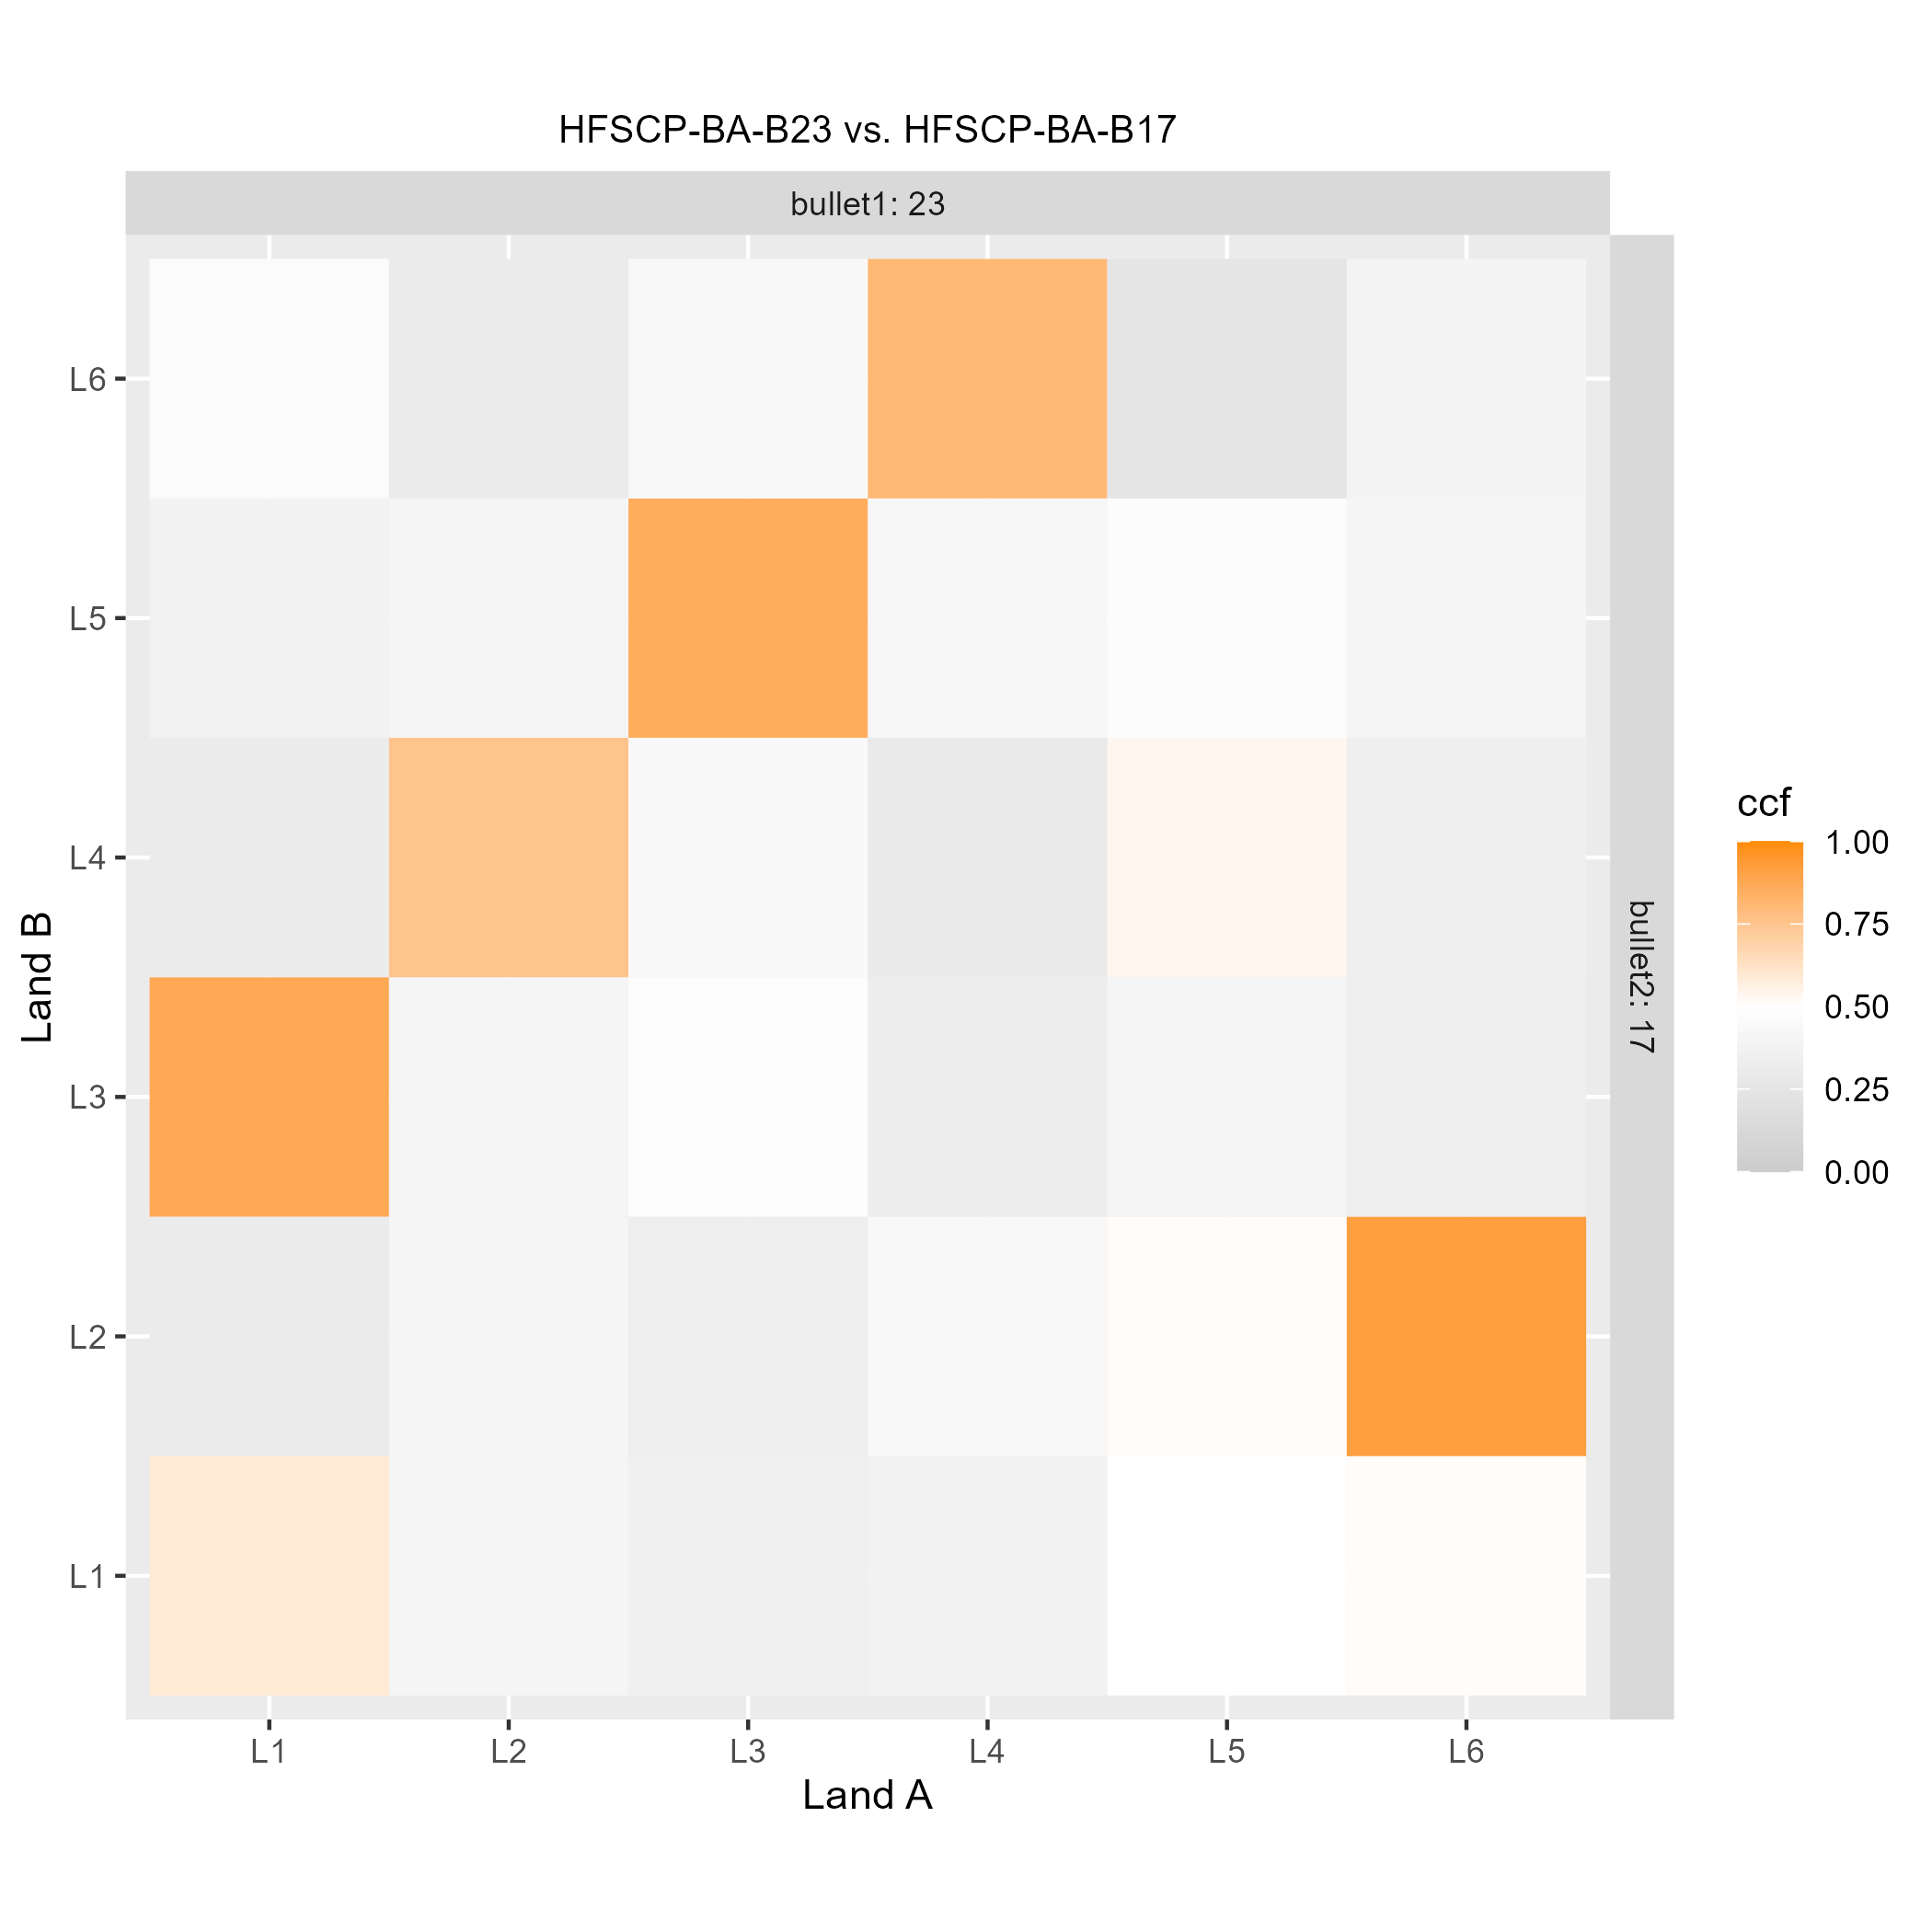 HFSCP-BA-B23 vs. HFSCP-BA-B17
bullet1: 23
L6
L5
L4
L3
L2
L1
Land B
bullet2: 17
L1
L2
L3
L4
L5
L6
Land A
ccf
1.00
0.75
0.50
0.25
0.00